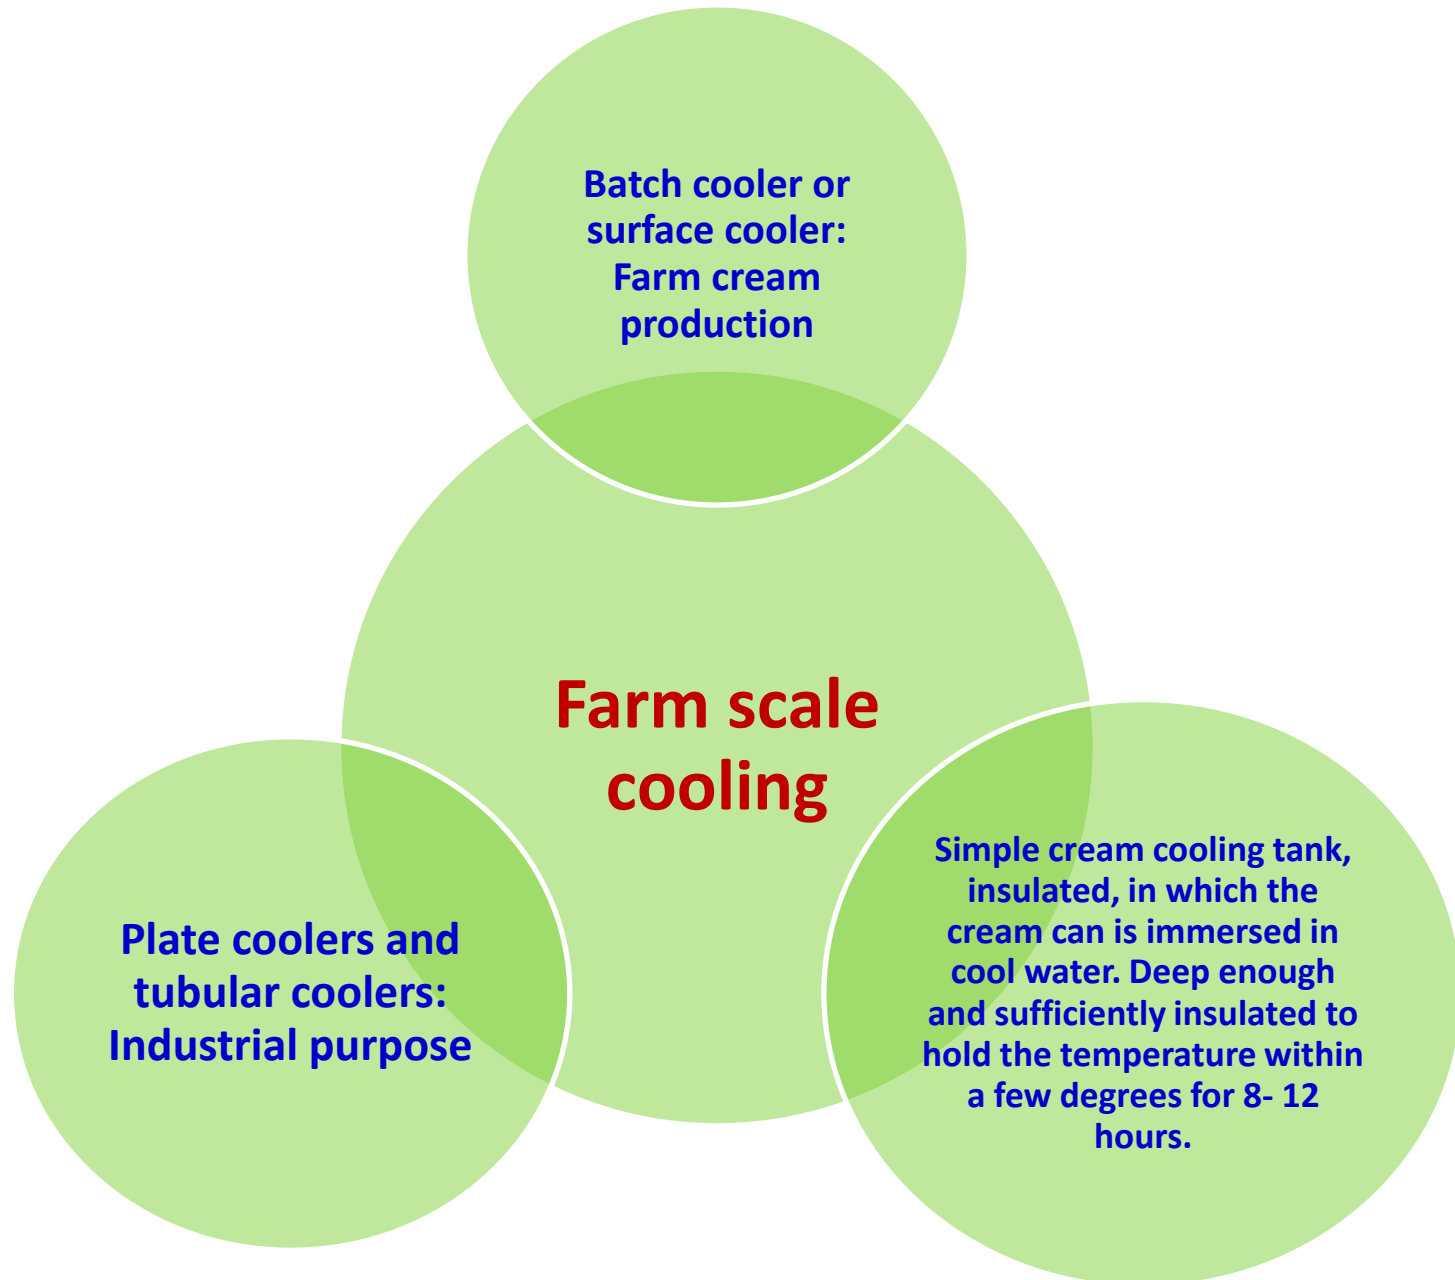 Batch cooler or
surface cooler:
Farm cream
production
Farm scale
cooling
Simple cream cooling tank,
insulated, in which the
cream can is immersed in
cool water. Deep enough
and sufficiently insulated to
hold the temperature within
a few degrees for 8- 12
hours.
Plate coolers and
tubular coolers:
Industrial purpose